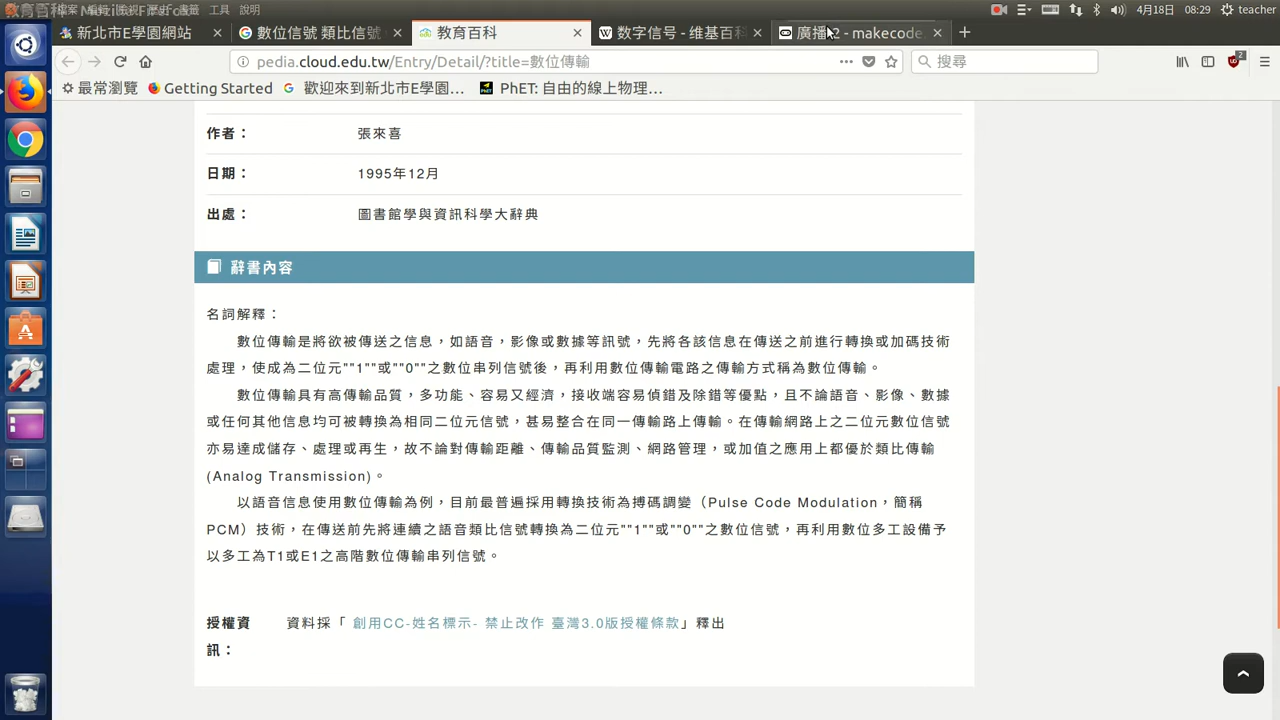 檔案 編輯 檢視 歷史 書籤 工具 說明
4月18日 08:29 teacher
新北市E學園網站
數位信號 類比信號
教育百科
数字信号 - 维基百科
廣播2 - makecode.
pedia.cloud.edu.tw/Entry/Detail/?title=數位傳輸
搜尋
2
最常瀏覽 Getting Started 歡迎來到新北市E學園… PhET: 自由的線上物理…
作者： 張來喜
日期： 1995年12月
出處： 圖書館學與資訊科學大辭典
辭書內容
名詞解釋：
數位傳輸是將欲被傳送之信息，如語音，影像或數據等訊號，先將各該信息在傳送之前進行轉換或加碼技術
處理，使成為二位元""1""或""0""之數位串列信號後，再利用數位傳輸電路之傳輸方式稱為數位傳輸。
數位傳輸具有高傳輸品質，多功能、容易又經濟，接收端容易偵錯及除錯等優點，且不論語音、影像、數據
或任何其他信息均可被轉換為相同二位元信號，甚易整合在同一傳輸路上傳輸。在傳輸網路上之二位元數位信號
亦易達成儲存、處理或再生，故不論對傳輸距離、傳輸品質監測、網路管理，或加值之應用上都優於類比傳輸
(Analog Transmission)。
以語音信息使用數位傳輸為例，目前最普遍採用轉換技術為搏碼調變（Pulse Code Modulation，簡稱
PCM）技術，在傳送前先將連續之語音類比信號轉換為二位元""1""或""0""之數位信號，再利用數位多工設備予
以多工為T1或E1之高階數位傳輸串列信號。
授權資 資料採「 創用CC-姓名標示- 禁止改作 臺灣3.0版授權條款」釋出
訊：